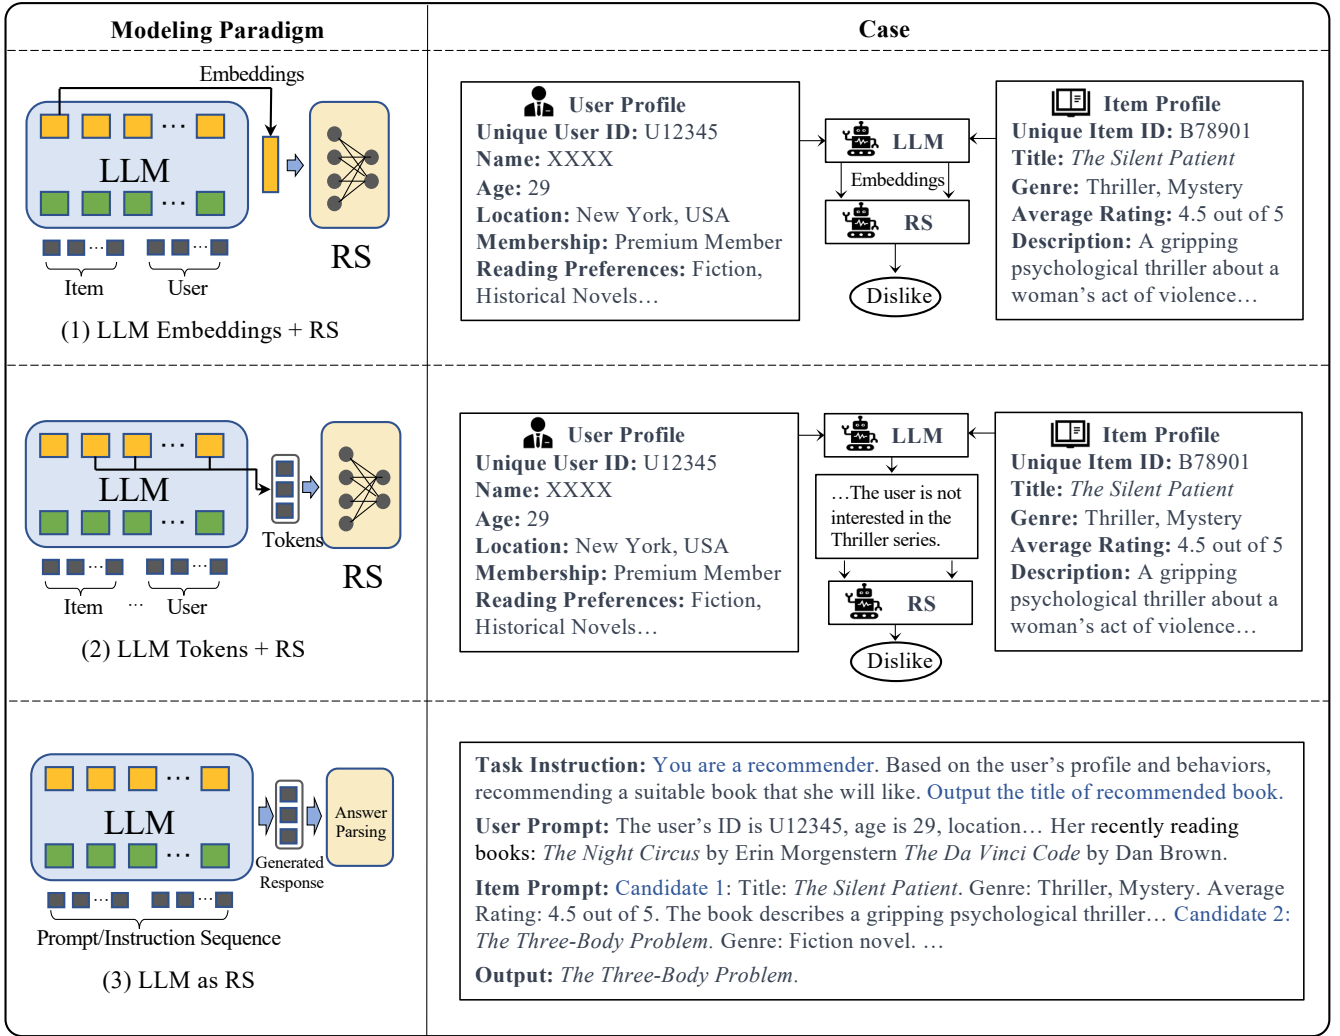 Modeling Paradigm
Case
Embeddings
LLM
RS
Item
User
(1) LLM Embeddings + RS
User Profile
Unique User ID: U12345
Name: XXXX
Age: 29
Location: New York, USA
Membership: Premium Member
Reading Preferences: Fiction,
Historical Novels…
LLM
Embeddings
RS
Dislike
Item Profile
Unique Item ID: B78901
Title: The Silent Patient
Genre: Thriller, Mystery
Average Rating: 4.5 out of 5
Description: A gripping
psychological thriller about a
woman’s act of violence…
LLM
Tokens
RS
Item
...
User
(2) LLM Tokens + RS
User Profile
Unique User ID: U12345
Name: XXXX
Age: 29
Location: New York, USA
Membership: Premium Member
Reading Preferences: Fiction,
Historical Novels…
LLM
…The user is not
interested in the
Thriller series.
RS
Dislike
Item Profile
Unique Item ID: B78901
Title: The Silent Patient
Genre: Thriller, Mystery
Average Rating: 4.5 out of 5
Description: A gripping
psychological thriller about a
woman’s act of violence…
LLM
Generated
Response
Answer
Parsing
Prompt/Instruction Sequence
(3) LLM as RS
Task Instruction: You are a recommender. Based on the user’s profile and behaviors,
recommending a suitable book that she will like. Output the title of recommended book.
User Prompt: The user’s ID is U12345, age is 29, location… Her recently reading
books: The Night Circus by Erin Morgenstern The Da Vinci Code by Dan Brown.
Item Prompt: Candidate 1: Title: The Silent Patient. Genre: Thriller, Mystery. Average
Rating: 4.5 out of 5. The book describes a gripping psychological thriller… Candidate 2:
The Three-Body Problem. Genre: Fiction novel. …
Output: The Three-Body Problem.